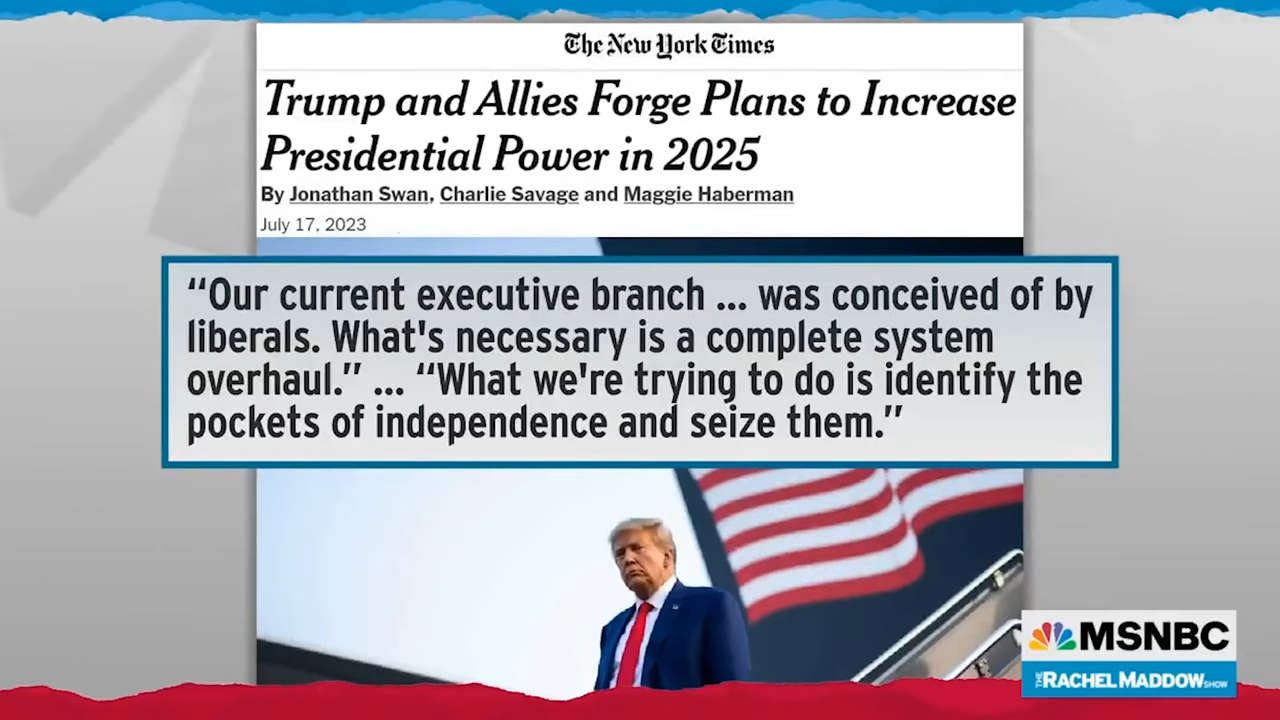 The New York Times
Trump and Allies Forge Plans to Increase
Presidential Power in 2025
By Jonathan Swan, Charlie Savage and Maggie Haberman
July 17, 2023
“Our current executive branch ... was conceived of by
liberals. What's necessary is a complete system
overhaul.” ... “What we're trying to do is identify the
pockets of independence and seize them.”
MSNBC
THE RACHEL MADDOW SHOW